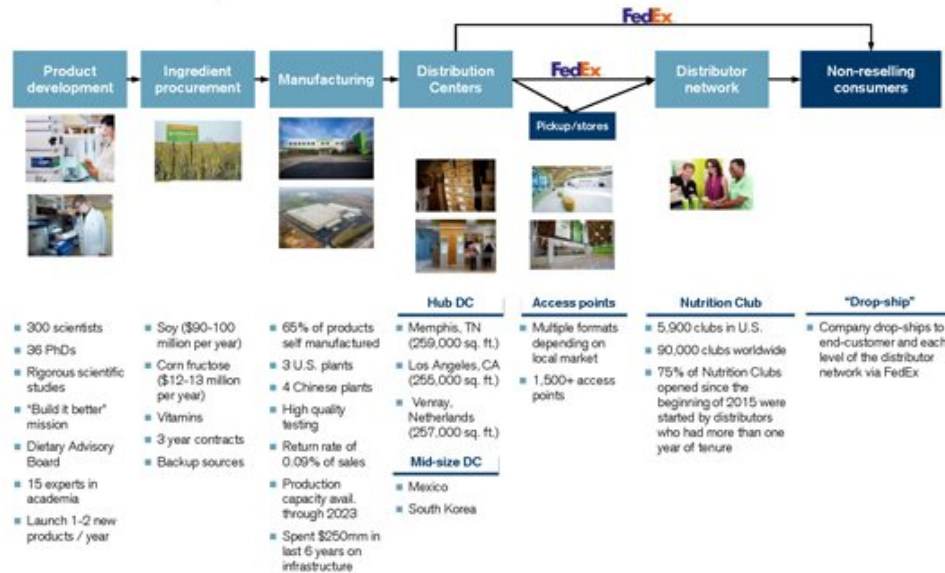 FedEx
Product
development
Ingredient
procurement
Manufacturing
Distribution
Centers
FedEx
Distributor
network
Non-reselling
consumers
Pickup/stores
300 scientists
36 PhDs
Rigorous scientific
studies
"Build it better"
mission
Dietary Advisory
Board
15 experts in
academia
Launch 1-2 new
products / year
Soy ($90-100
million per year)
Corn fructose
($12-13 million
per year)
Vitamins
3 year contracts
Backup sources
65% of products
self manufactured
3 U.S. plants
4 Chinese plants
High quality
testing
Return rate of
0.09% of sales
Production
capacity avail.
through 2023
Spent $250mm in
last 6 years on
infrastructure
Hub DC
Memphis, TN
(259,000 sq. ft.)
Los Angeles, CA
(255,000 sq. ft.)
Venray,
Netherlands
(257,000 sq. ft.)
Mid-size DC
Mexico
South Korea
Access points
Multiple formats
depending on
local market
1,500+ access
points
Nutrition Club
5,900 clubs in U.S.
90,000 clubs worldwide
75% of Nutrition Clubs
opened since the
beginning of 2015 were
started by distributors
who had more than one
year of tenure
"Drop-ship"
Company drop-ships to
end-customer and each
level of the distributor
network via FedEx